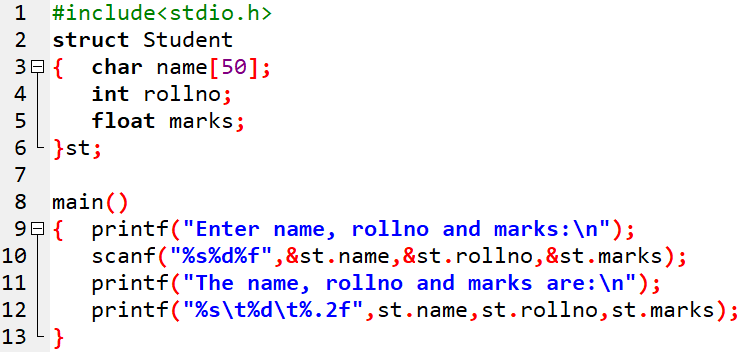 1 #include<stdio.h>
2 struct Student
3 { char name[50];
4 int rollno;
5 float marks;
6 }st;
7
8 main()
9 { printf("Enter name, rollno and marks:\n");
10 scanf("%s%d%f",&st.name,&st.rollno,&st.marks);
11 printf("The name, rollno and marks are:\n");
12 printf("%s\t%d\t%.2f",st.name,st.rollno,st.marks);
13 }